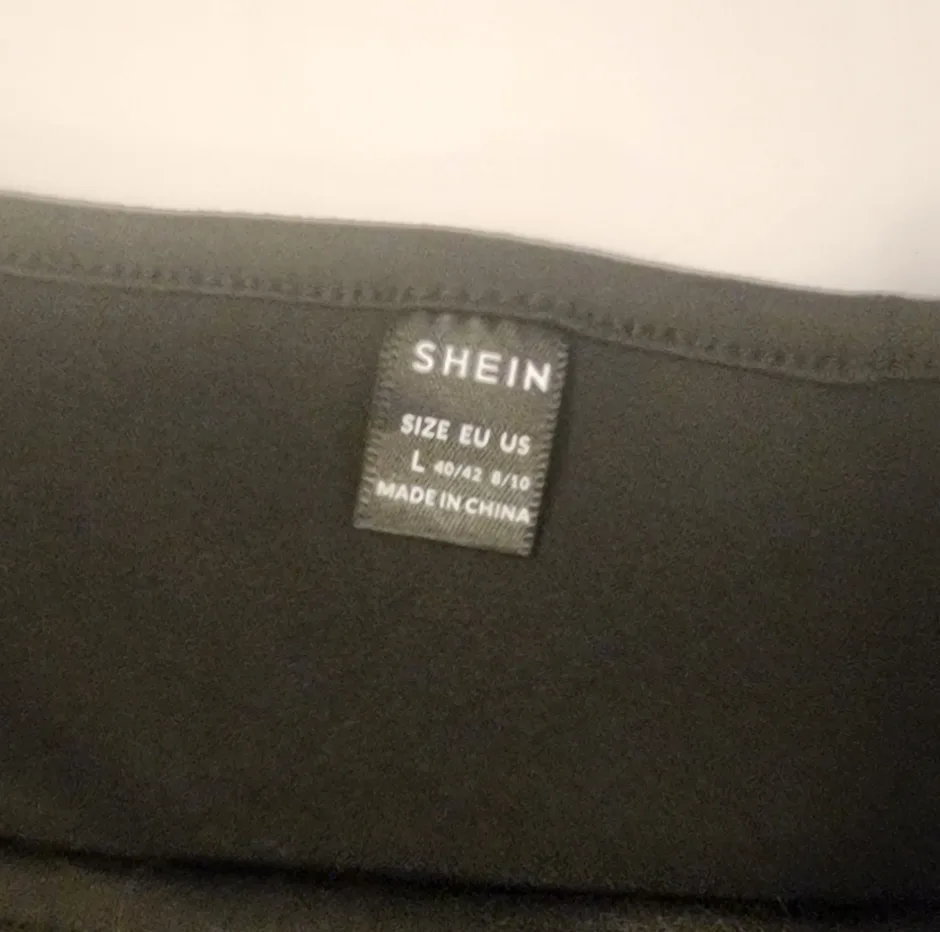 SHEIN
SIZE EU US
L 40/42 8/10
MADE IN CHINA